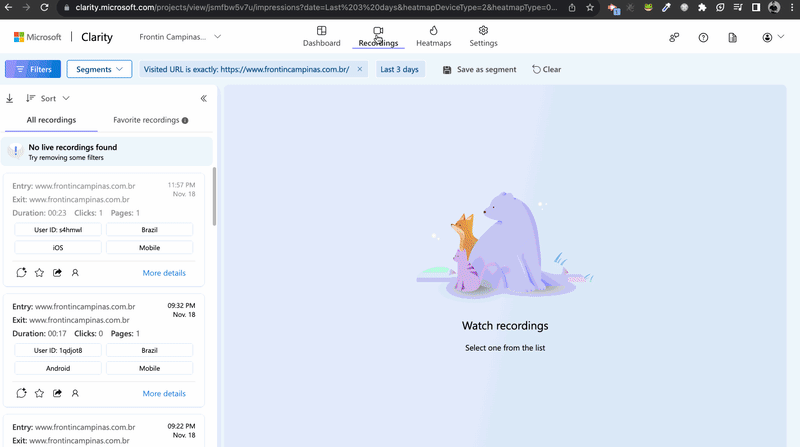 clarity.microsoft.com/projects/view/jsmfbw5v7u/impressions?date=Last%203%20days&heatmapDeviceType=2&heatmapType=0...
Microsoft Clarity Frontin Campinas...
Dashboard Recordings Heatmaps Settings
Filters Segments Visited URL is exactly: https://www.frontincampinas.com.br/ × Last 3 days Save as segment Clear
Sort
All recordings Favorite recordings
No live recordings found
Try removing some filters
Entry: www.frontincampinas.com.br 11:57 PM
Exit: www.frontincampinas.com.br Nov. 18
Duration: 00:23 Clicks: 1 Pages: 1
User ID: s4hmwl Brazil
iOS Mobile
More details
Entry: www.frontincampinas.com.br 09:32 PM
Exit: www.frontincampinas.com.br Nov. 18
Duration: 00:17 Clicks: 0 Pages: 1
User ID: 1qdjot8 Brazil
Android Mobile
More details
Entry: www.frontincampinas.com.br 09:22 PM
Exit: www.frontincampinas.com.br Nov. 18
Watch recordings
Select one from the list